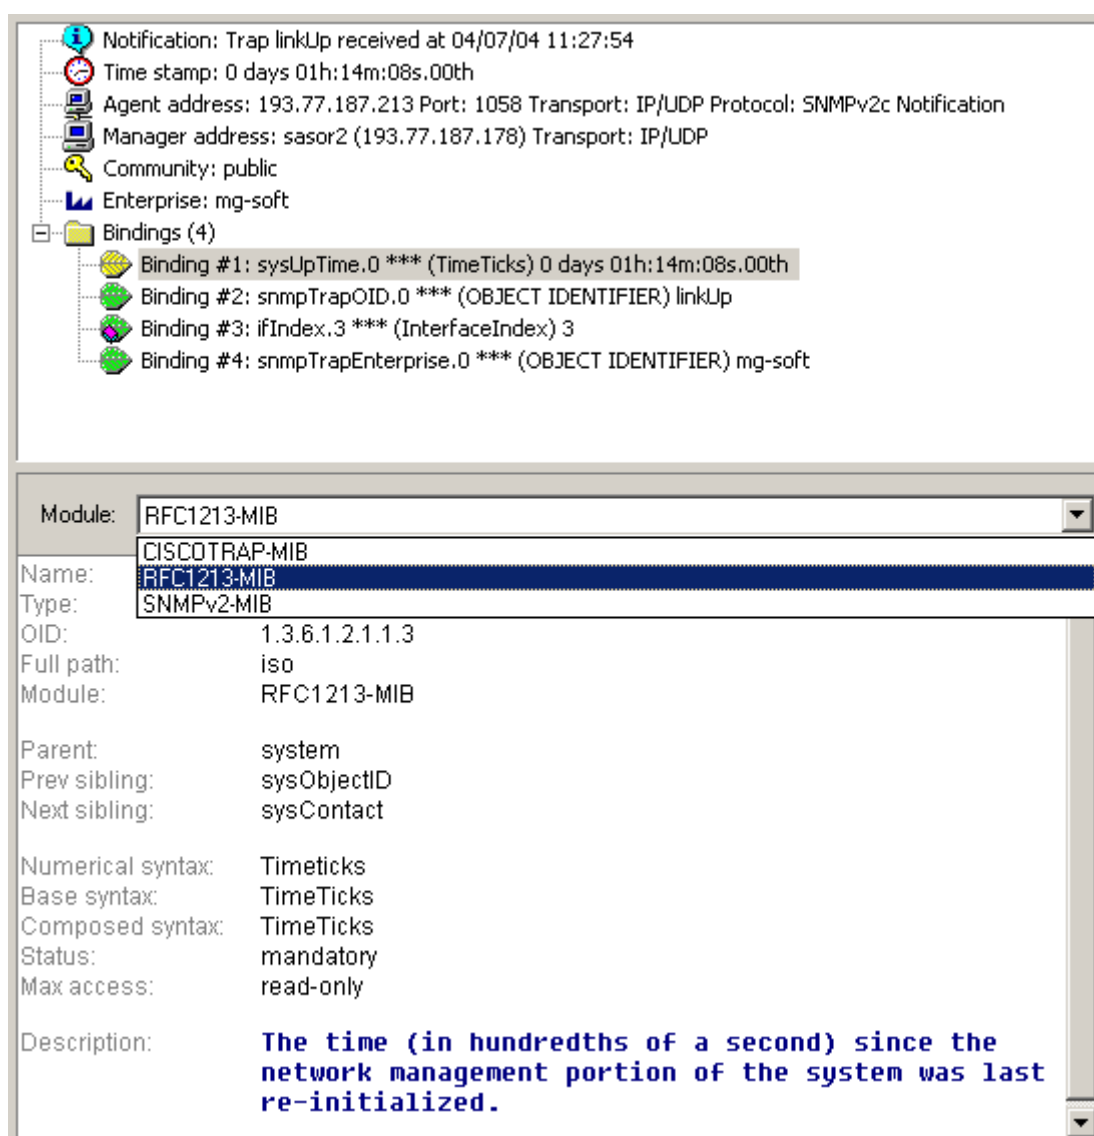 Notification: Trap linkUp received at 04/07/04 11:27:54
Time stamp: 0 days 01h:14m:08s.00th
Agent address: 193.77.187.213 Port: 1058 Transport: IP/UDP Protocol: SNMPv2c Notification
Manager address: sasor2 (193.77.187.178) Transport: IP/UDP
Community: public
Enterprise: mg-soft
Bindings (4)
Binding #1: sysUpTime.0 *** (TimeTicks) 0 days 01h:14m:08s.00th
Binding #2: snmpTrapOID.0 *** (OBJECT IDENTIFIER) linkUp
Binding #3: ifIndex.3 *** (InterfaceIndex) 3
Binding #4: snmpTrapEnterprise.0 *** (OBJECT IDENTIFIER) mg-soft
Module: RFC1213-MIB
CISCOTRAP-MIB
Name: RFC1213-MIB
Type: SNMPv2-MIB
OID: 1.3.6.1.2.1.1.3
Full path: iso
Module: RFC1213-MIB
Parent: system
Prev sibling: sysObjectID
Next sibling: sysContact
Numerical syntax: Timeticks
Base syntax: TimeTicks
Composed syntax: TimeTicks
Status: mandatory
Max access: read-only
Description: The time (in hundredths of a second) since the
network management portion of the system was last
re-initialized.